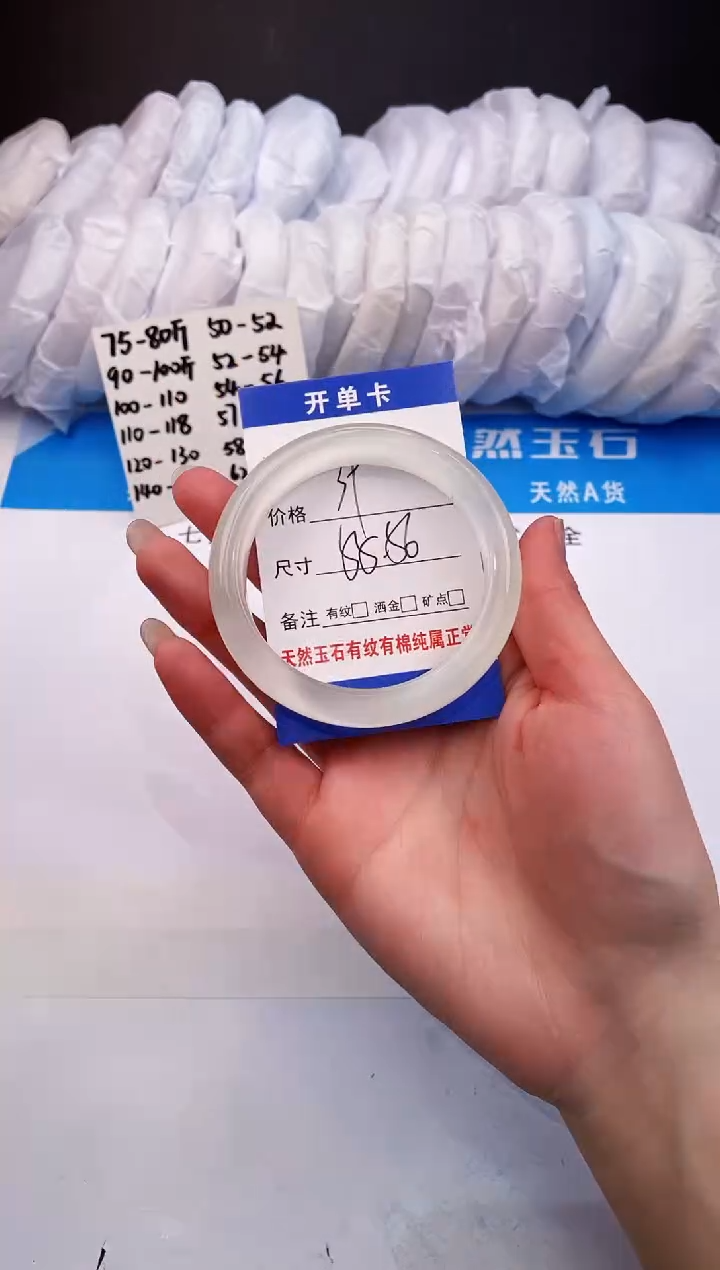 75-80斤 50-52
90-100斤 52-54
100-110 54-56
110-118 57
120-130 58
140- 62
开单卡
然玉石
天然A货
七
全
价格
尺寸 55-56
备注 有纹□ 洒金□ 矿点□
天然玉石有纹有棉纯属正常